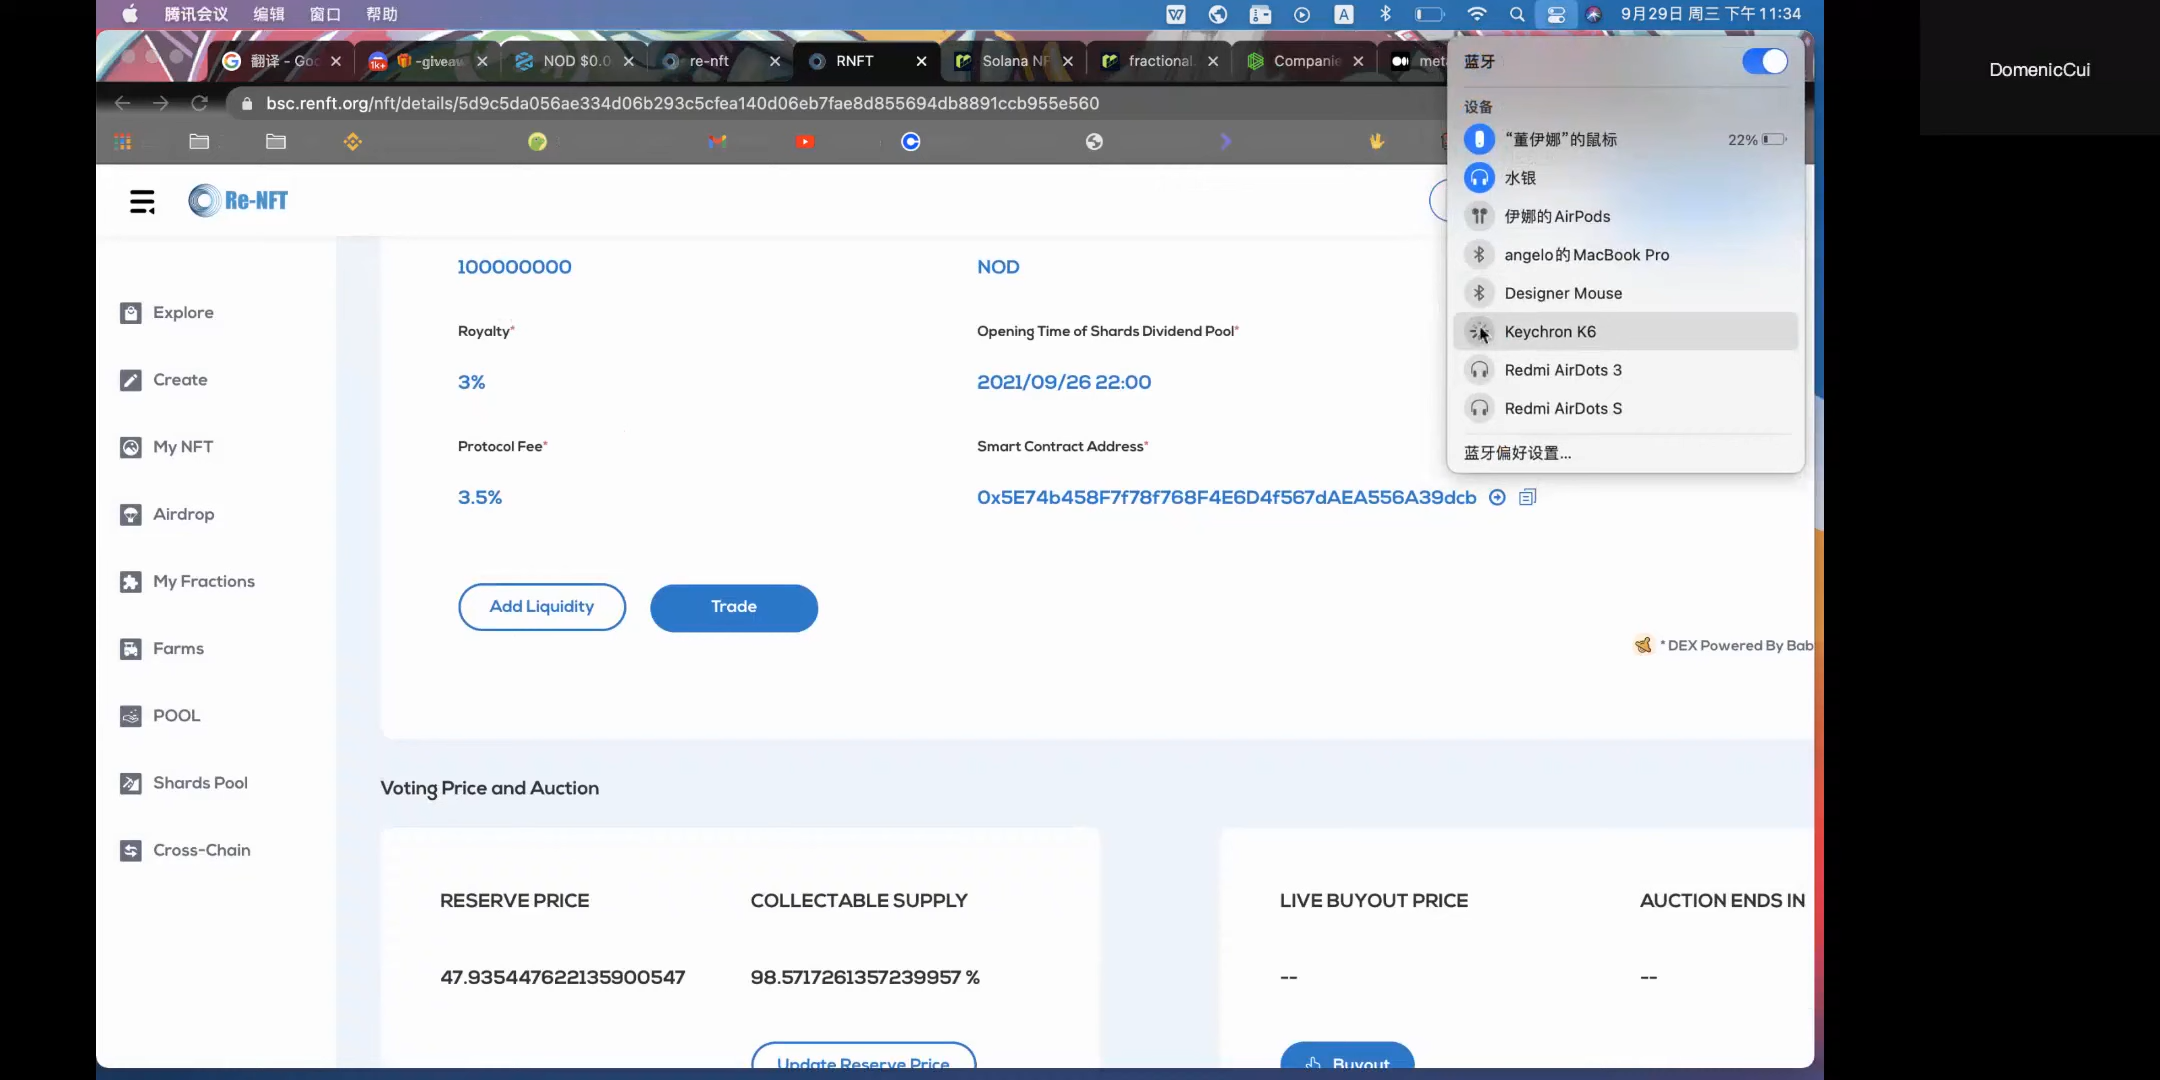 腾讯会议 编辑 窗口 帮助 9月29日 周三 下午11:34
翻译 - Goo -giveaw NOD $0.0 re-nft RNFT Solana NF fractional. Companie meta
bsc.renft.org/nft/details/5d9c5da056ae334d06b293c5cfea140d06eb7fae8d855694db8891ccb955e560
DomenicCui
蓝牙
设备
“董伊娜”的鼠标 22%
水银
伊娜的AirPods
angelo的MacBook Pro
Designer Mouse
Keychron K6
Redmi AirDots 3
Redmi AirDots S
蓝牙偏好设置...
Re-NFT
Explore
Create
My NFT
Airdrop
My Fractions
Farms
POOL
Shards Pool
Cross-Chain
100000000 NOD
Royalty* Opening Time of Shards Dividend Pool*
3% 2021/09/26 22:00
Protocol Fee* Smart Contract Address*
3.5% 0x5E74b458F7f78f768F4E6D4f567dAEA556A39dcb
Add Liquidity Trade
* DEX Powered By Bab
Voting Price and Auction
RESERVE PRICE COLLECTABLE SUPPLY LIVE BUYOUT PRICE AUCTION ENDS IN
47.935447622135900547 98.5717261357239957 % -- --
Update Reserve Price Buyout